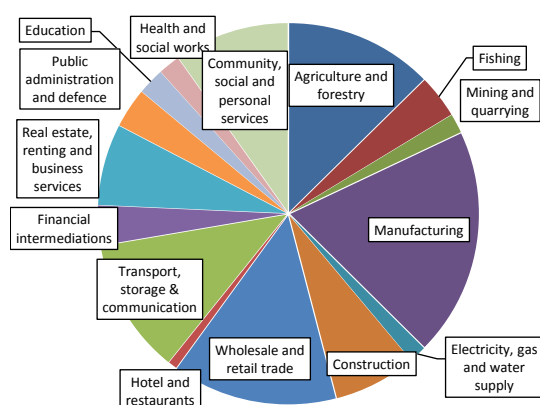 Education
Health and
social works
Public
administration
and defence
Community,
social and
personal
services
Agriculture and
forestry
Fishing
Mining and
quarrying
Real estate,
renting and
business
services
Financial
intermediations
Manufacturing
Transport,
storage &
communication
Wholesale and
retail trade
Construction
Electricity, gas
and water
supply
Hotel and
restaurants